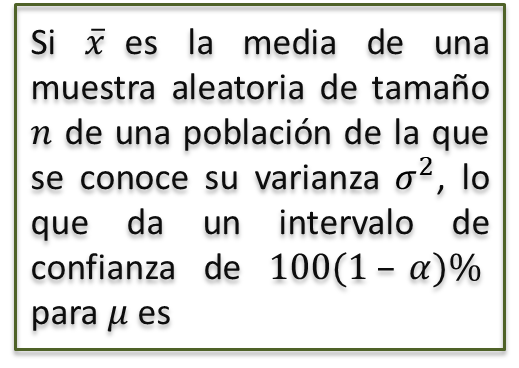 Si x̄ es la media de una
muestra aleatoria de tamaño
n de una población de la que
se conoce su varianza σ², lo
que da un intervalo de
confianza de 100(1 – α)%
para μ es